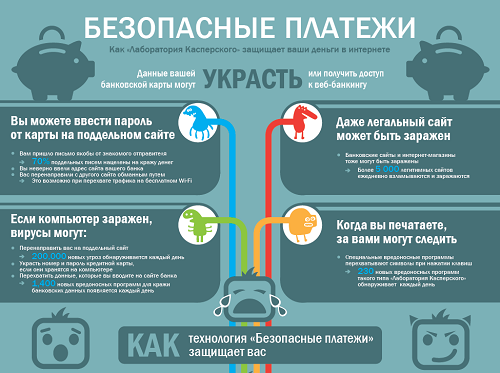 БЕЗОПАСНЫЕ ПЛАТЕЖИ
Как «Лаборатория Касперского» защищает ваши деньги в интернете
Данные вашей
банковской карты могут
УКРАСТЬ
или получить доступ
к веб-банкингу
Вы можете ввести пароль
от карты на поддельном сайте
Вам пришло письмо якобы от знакомого отправителя
70% поддельных писем нацелены на кражу денег
Вы неверно ввели адрес сайта вашего банка
Вас перенаправили с другого сайта обманным путем
Это возможно при перехвате трафика на бесплатном Wi-Fi
Даже легальный сайт
может быть заражен
Банковские сайты и интернет-магазины
тоже могут быть заражены
Более 5 000 легитимных сайтов
ежедневно взламываются и заражаются
Если компьютер заражен,
вирусы могут:
Перенаправить вас на поддельный сайт
200,000 новых угроз обнаруживается каждый день
Украсть номер и пароль кредитной карты,
если они хранятся на компьютере
Перехватить данные, которые вы вводите на сайте банка
1,400 новых вредоносных программ для кражи
банковских данных появляется каждый день
Когда вы печатаете,
за вами могут следить
Специальные вредоносные программы
перехватывают символы при нажатии клавиш
230 новых вредоносных программ
такого типа «Лаборатория Касперского»
обнаруживает каждый день
КАК
технология «Безопасные платежи»
защищает вас